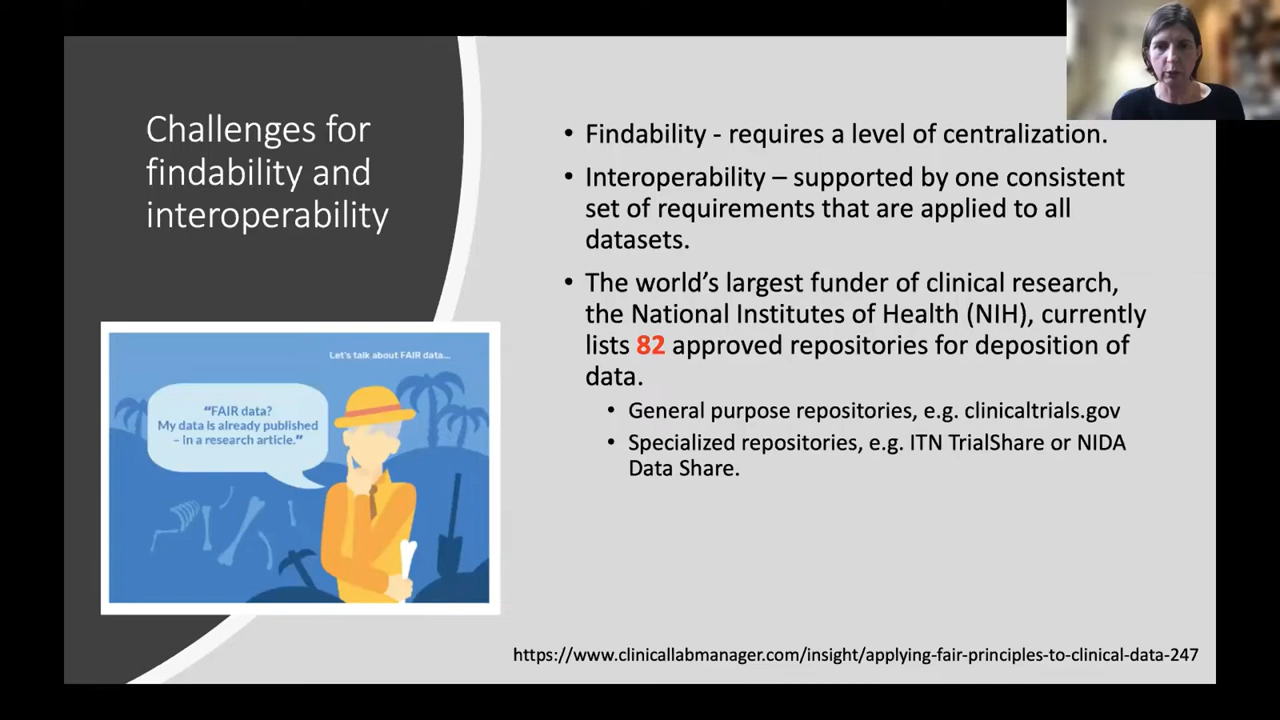 Challenges for
findability and
interoperability
Let's talk about FAIR data...
"FAIR data?
My data is already published
– in a research article."
• Findability - requires a level of centralization.
• Interoperability – supported by one consistent
set of requirements that are applied to all
datasets.
• The world's largest funder of clinical research,
the National Institutes of Health (NIH), currently
lists 82 approved repositories for deposition of
data.
• General purpose repositories, e.g. clinicaltrials.gov
• Specialized repositories, e.g. ITN TrialShare or NIDA
Data Share.
https://www.clinicallabmanager.com/insight/applying-fair-principles-to-clinical-data-247